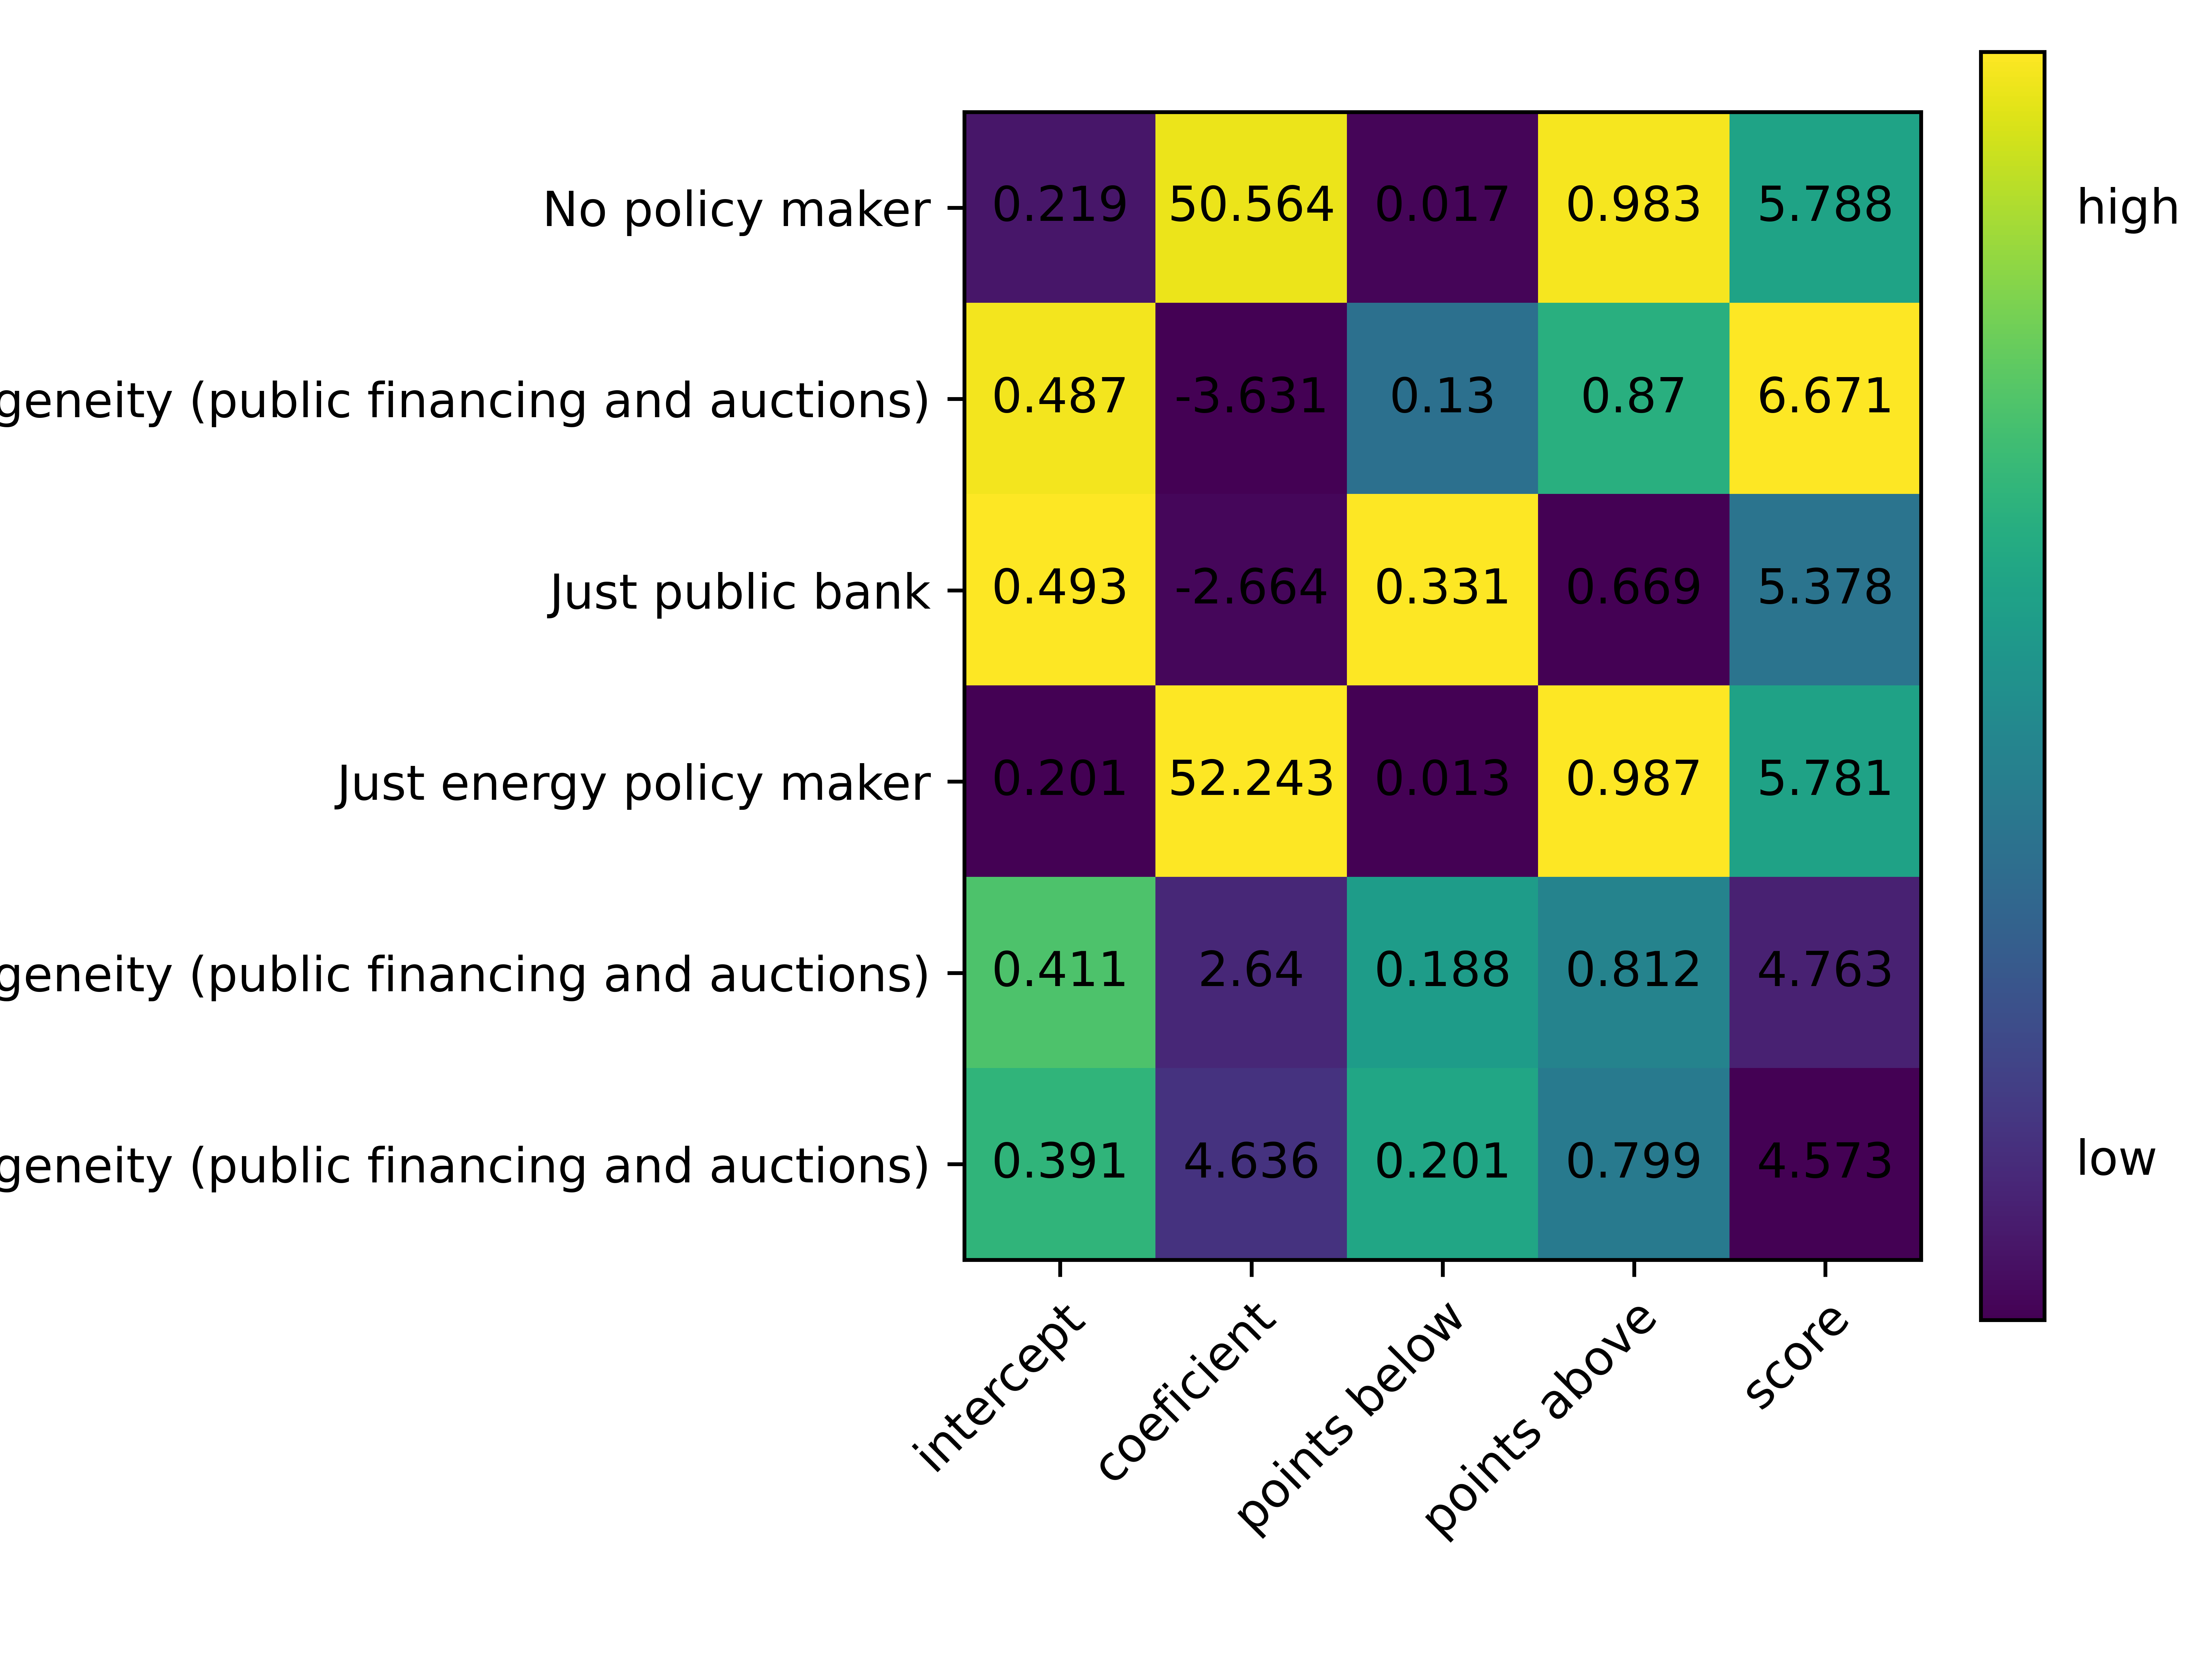 No policy maker 0.219 50.564 0.017 0.983 5.788 high
(public financing and auctions) 0.487 -3.631 0.13 0.87 6.671
Just public bank 0.493 -2.664 0.331 0.669 5.378
Just energy policy maker 0.201 52.243 0.013 0.987 5.781
(public financing and auctions) 0.411 2.64 0.188 0.812 4.763
(public financing and auctions) 0.391 4.636 0.201 0.799 4.573 low
intercept coeficient points below points above score